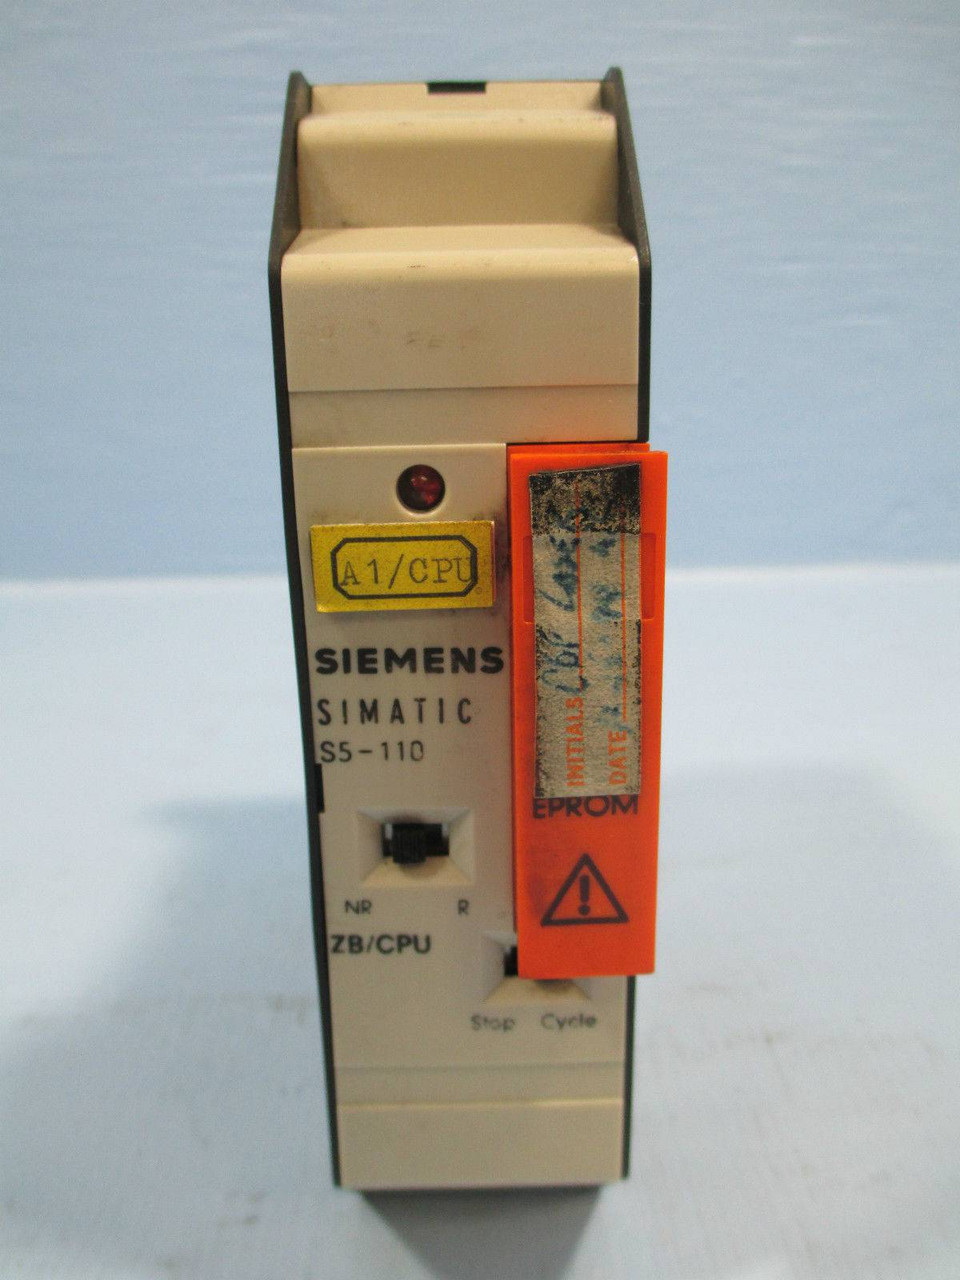 A1/CPU
SIEMENS
SIMATIC
S5-110
NR R
ZB/CPU
Stop Cycle
INITIALS
DATE
EPROM
!